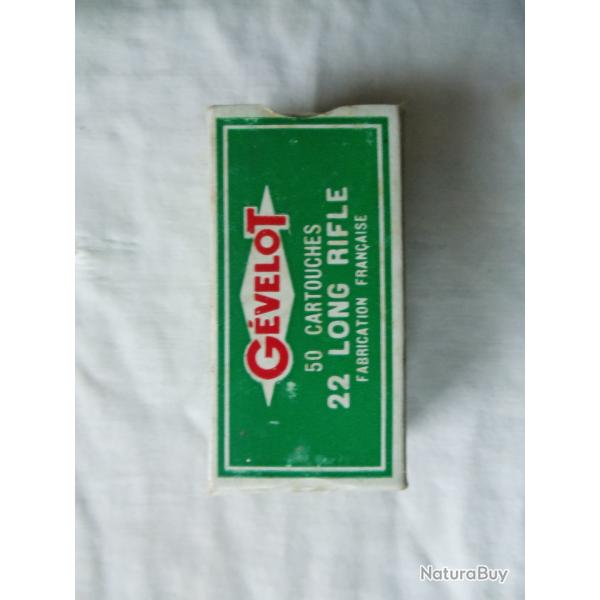 GÉVELOT
50 CARTOUCHES
22 LONG RIFLE
FABRICATION FRANÇAISE
NaturaBuy